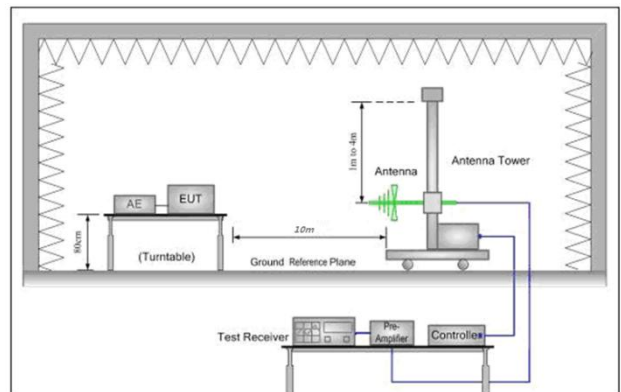 1m to 4m
Antenna
Antenna Tower
AE
EUT
80cm
(Turntable)
10m
Ground Reference Plane
Test Receiver
Pre-
Amplifier
Controller